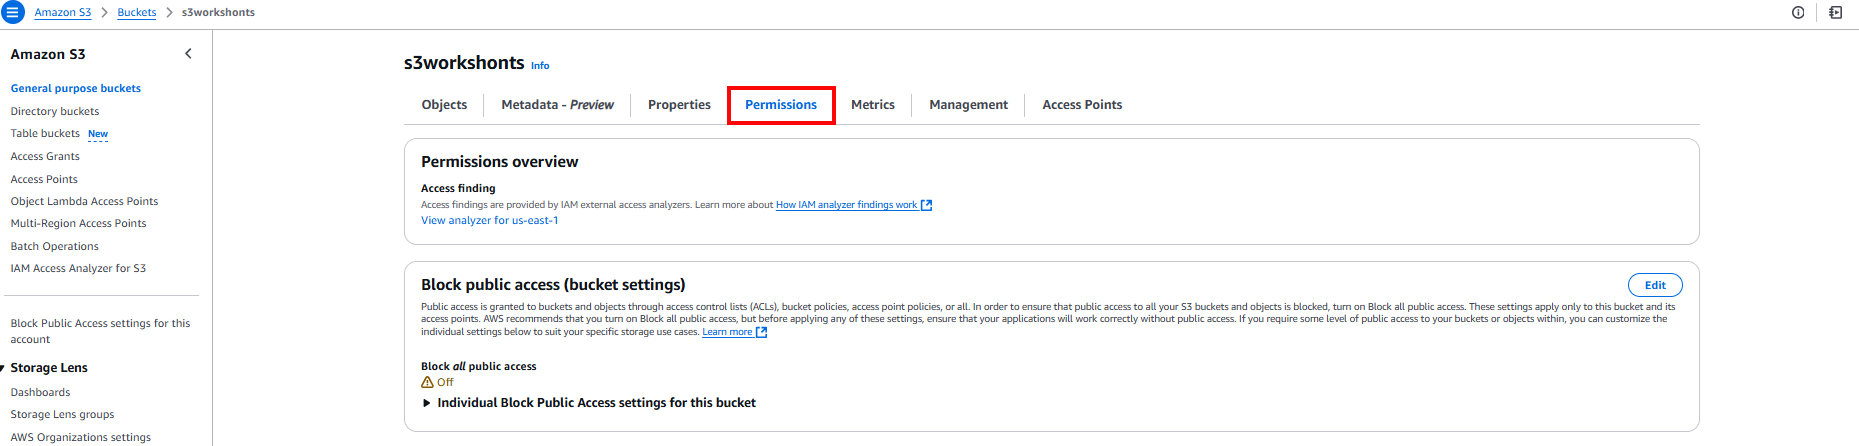 Amazon S3 > Buckets > s3workshonts
Amazon S3
General purpose buckets
Directory buckets
Table buckets New
Access Grants
Access Points
Object Lambda Access Points
Multi-Region Access Points
Batch Operations
IAM Access Analyzer for S3
Block Public Access settings for this
account
Storage Lens
Dashboards
Storage Lens groups
AWS Organizations settings
s3workshonts Info
Objects Metadata - Preview Properties Permissions Metrics Management Access Points
Permissions overview
Access finding
Access findings are provided by IAM external access analyzers. Learn more about How IAM analyzer findings work
View analyzer for us-east-1
Block public access (bucket settings)
Edit
Public access is granted to buckets and objects through access control lists (ACLs), bucket policies, access point policies, or all. In order to ensure that public access to all your S3 buckets and objects is blocked, turn on Block all public access. These settings apply only to this bucket and its
access points. AWS recommends that you turn on Block all public access, but before applying any of these settings, ensure that your applications will work correctly without public access. If you require some level of public access to your buckets or objects within, you can customize the
individual settings below to suit your specific storage use cases. Learn more
Block all public access
Off
Individual Block Public Access settings for this bucket